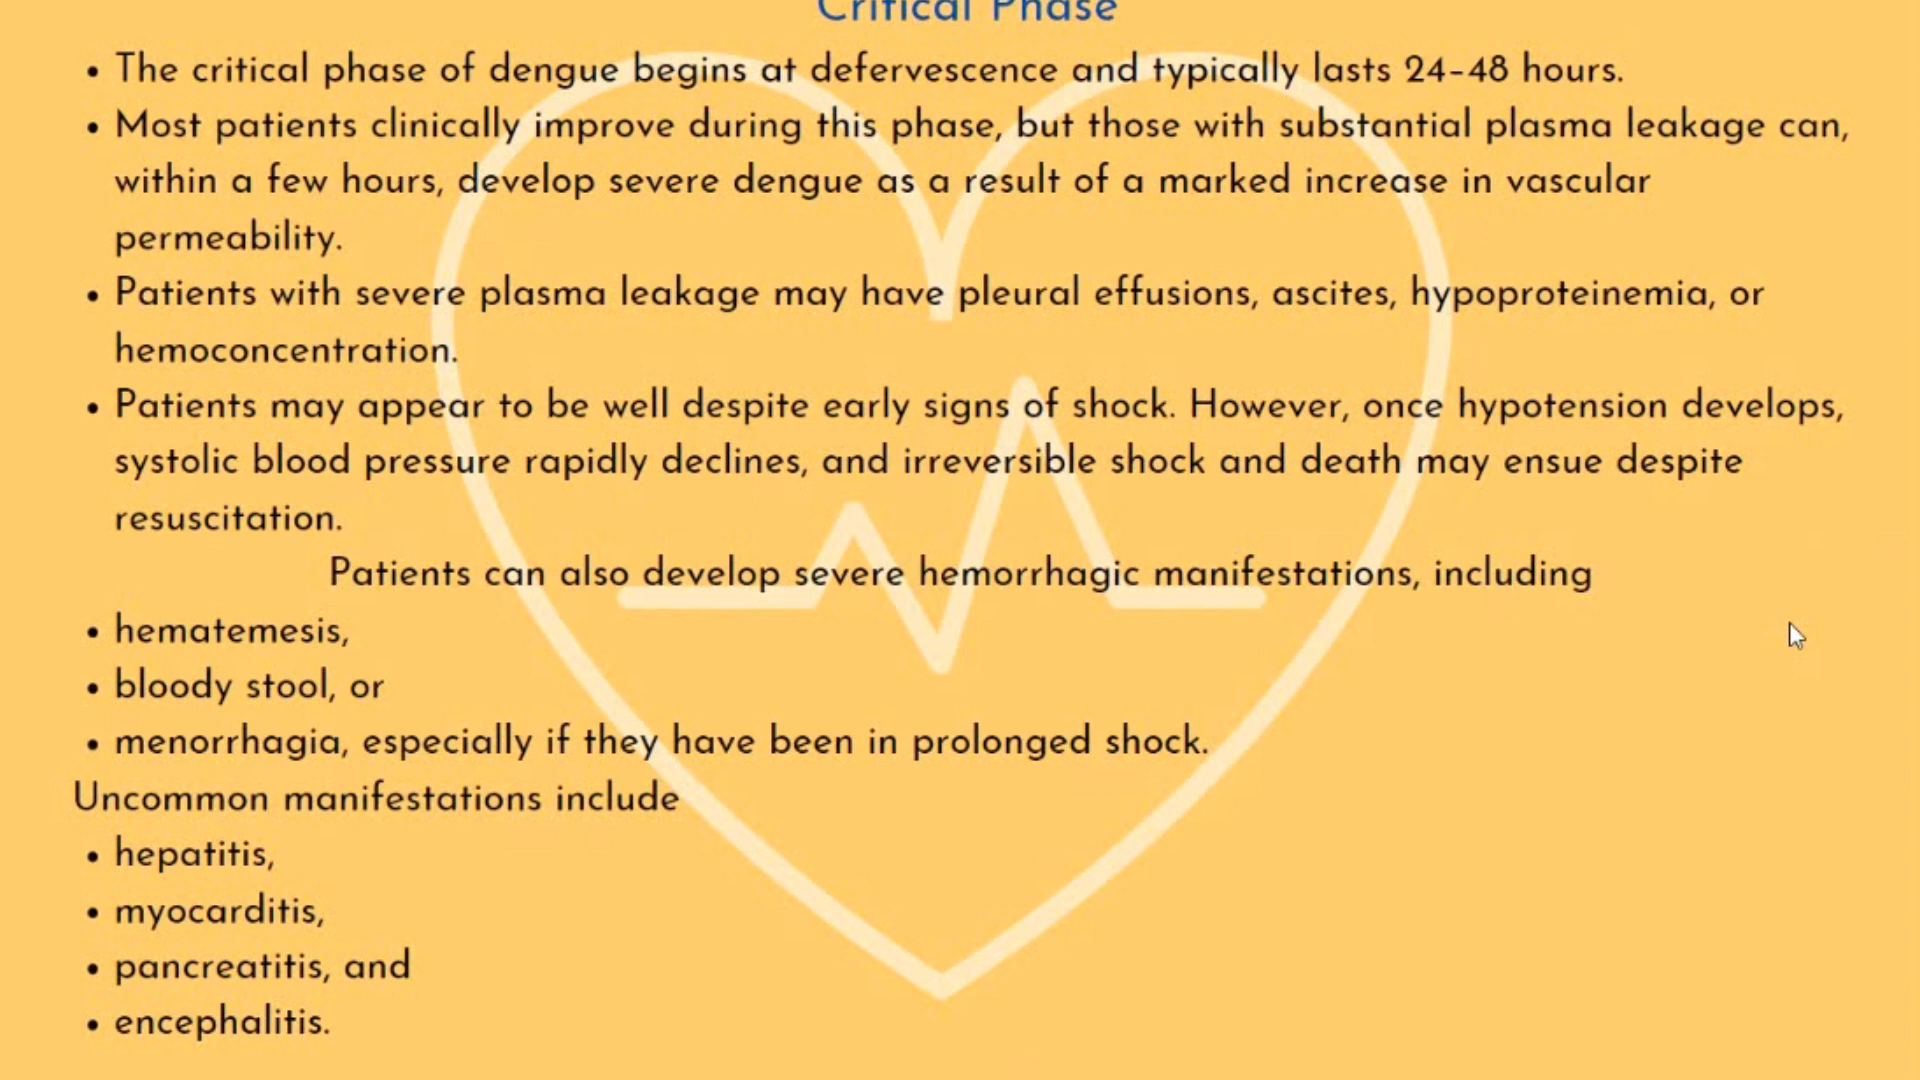 Critical Phase
• The critical phase of dengue begins at defervescence and typically lasts 24-48 hours.
• Most patients clinically improve during this phase, but those with substantial plasma leakage can,
within a few hours, develop severe dengue as a result of a marked increase in vascular
permeability.
• Patients with severe plasma leakage may have pleural effusions, ascites, hypoproteinemia, or
hemoconcentration.
• Patients may appear to be well despite early signs of shock. However, once hypotension develops,
systolic blood pressure rapidly declines, and irreversible shock and death may ensue despite
resuscitation.
Patients can also develop severe hemorrhagic manifestations, including
• hematemesis,
• bloody stool, or
• menorrhagia, especially if they have been in prolonged shock.
Uncommon manifestations include
• hepatitis,
• myocarditis,
• pancreatitis, and
• encephalitis.